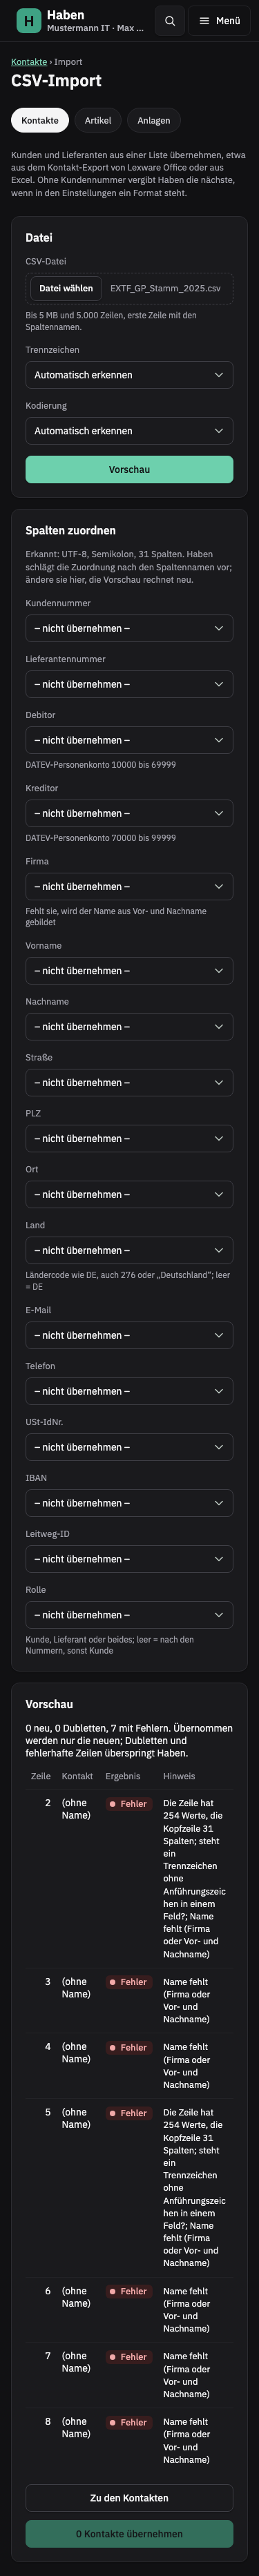 H
Haben
Mustermann IT · Max ...
Menü
Kontakte › Import
CSV-Import
Kontakte
Artikel
Anlagen
Kunden und Lieferanten aus einer Liste übernehmen, etwa
aus dem Kontakt-Export von Lexware Office oder aus
Excel. Ohne Kundennummer vergibt Haben die nächste,
wenn in den Einstellungen ein Format steht.
Datei
CSV-Datei
Datei wählen
EXTF_GP_Stamm_2025.csv
Bis 5 MB und 5.000 Zeilen, erste Zeile mit den
Spaltennamen.
Trennzeichen
Automatisch erkennen
Kodierung
Automatisch erkennen
Vorschau
Spalten zuordnen
Erkannt: UTF-8, Semikolon, 31 Spalten. Haben
schlägt die Zuordnung nach den Spaltennamen vor;
ändere sie hier, die Vorschau rechnet neu.
Kundennummer
– nicht übernehmen –
Lieferantennummer
– nicht übernehmen –
Debitor
– nicht übernehmen –
DATEV-Personenkonto 10000 bis 69999
Kreditor
– nicht übernehmen –
DATEV-Personenkonto 70000 bis 99999
Firma
– nicht übernehmen –
Fehlt sie, wird der Name aus Vor- und Nachname
gebildet
Vorname
– nicht übernehmen –
Nachname
– nicht übernehmen –
Straße
– nicht übernehmen –
PLZ
– nicht übernehmen –
Ort
– nicht übernehmen –
Land
– nicht übernehmen –
Ländercode wie DE, auch 276 oder „Deutschland“; leer
= DE
E-Mail
– nicht übernehmen –
Telefon
– nicht übernehmen –
USt-IdNr.
– nicht übernehmen –
IBAN
– nicht übernehmen –
Leitweg-ID
– nicht übernehmen –
Rolle
– nicht übernehmen –
Kunde, Lieferant oder beides; leer = nach den
Nummern, sonst Kunde
Vorschau
0 neu, 0 Dubletten, 7 mit Fehlern. Übernommen
werden nur die neuen; Dubletten und
fehlerhafte Zeilen überspringt Haben.
Zeile Kontakt Ergebnis Hinweis
2 (ohne Name) Fehler
Die Zeile hat
254 Werte, die
Kopfzeile 31
Spalten; steht
ein
Trennzeichen
ohne
Anführungszeic
hen in einem
Feld?; Name
fehlt (Firma
oder Vor- und
Nachname)
3 (ohne Name) Fehler
Name fehlt
(Firma oder
Vor- und
Nachname)
4 (ohne Name) Fehler
Name fehlt
(Firma oder
Vor- und
Nachname)
5 (ohne Name) Fehler
Die Zeile hat
254 Werte, die
Kopfzeile 31
Spalten; steht
ein
Trennzeichen
ohne
Anführungszeic
hen in einem
Feld?; Name
fehlt (Firma
oder Vor- und
Nachname)
6 (ohne Name) Fehler
Name fehlt
(Firma oder
Vor- und
Nachname)
7 (ohne Name) Fehler
Name fehlt
(Firma oder
Vor- und
Nachname)
8 (ohne Name) Fehler
Name fehlt
(Firma oder
Vor- und
Nachname)
Zu den Kontakten
0 Kontakte übernehmen